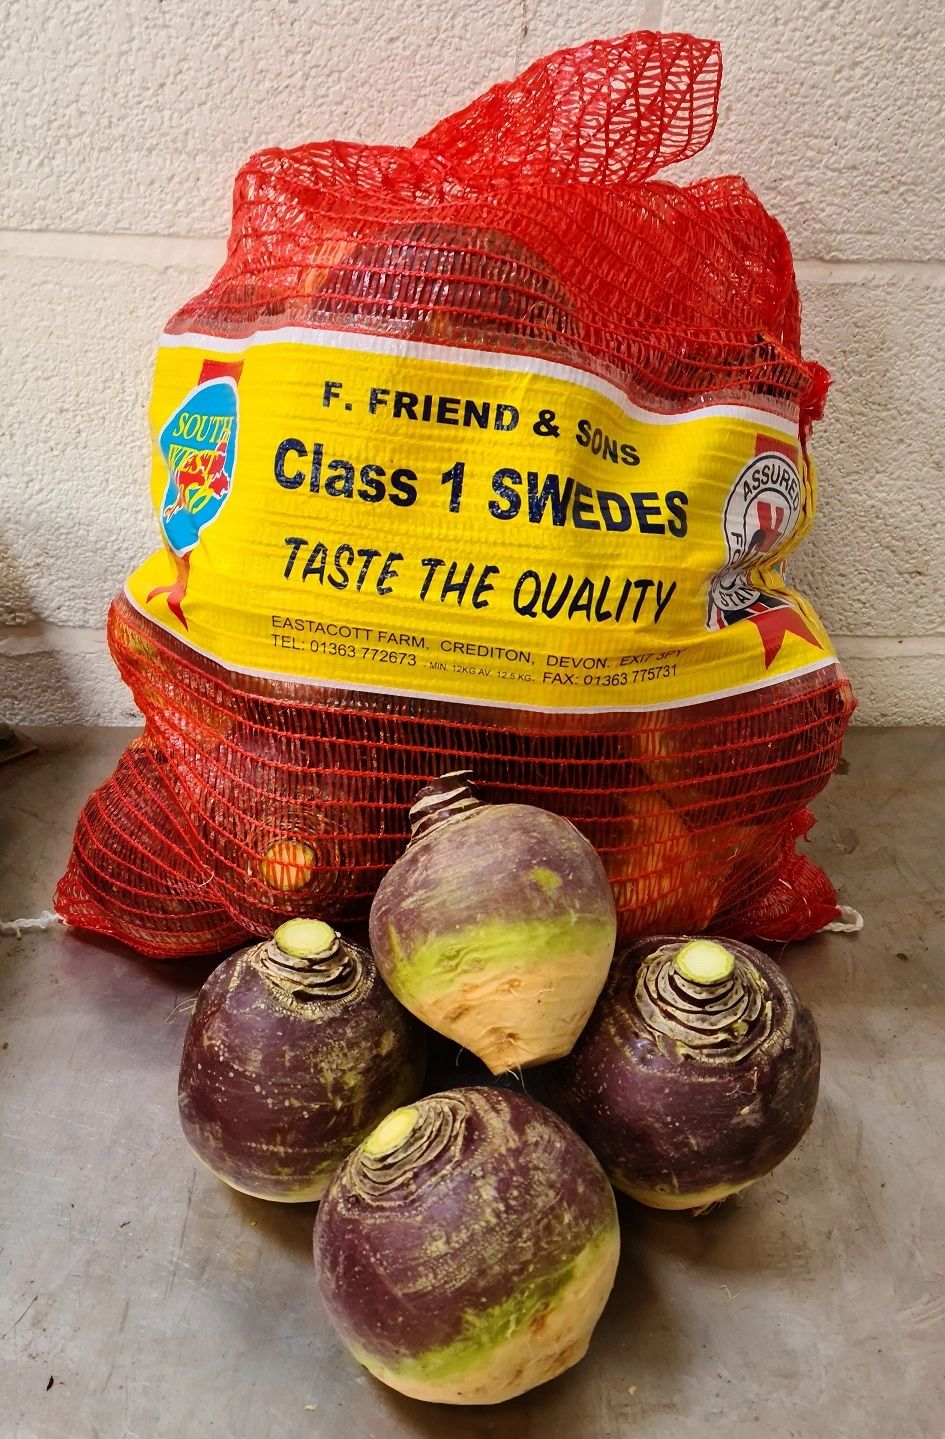 F. FRIEND & SONS
Class 1 SWEDES
TASTE THE QUALITY
EASTACOTT FARM, CREDITON, DEVON. EX17 3PY
TEL: 01363 772673 - MIN. 12KG AV. 12.5 KG. FAX: 01363 775731
SOUTH
WEST
ASSURED